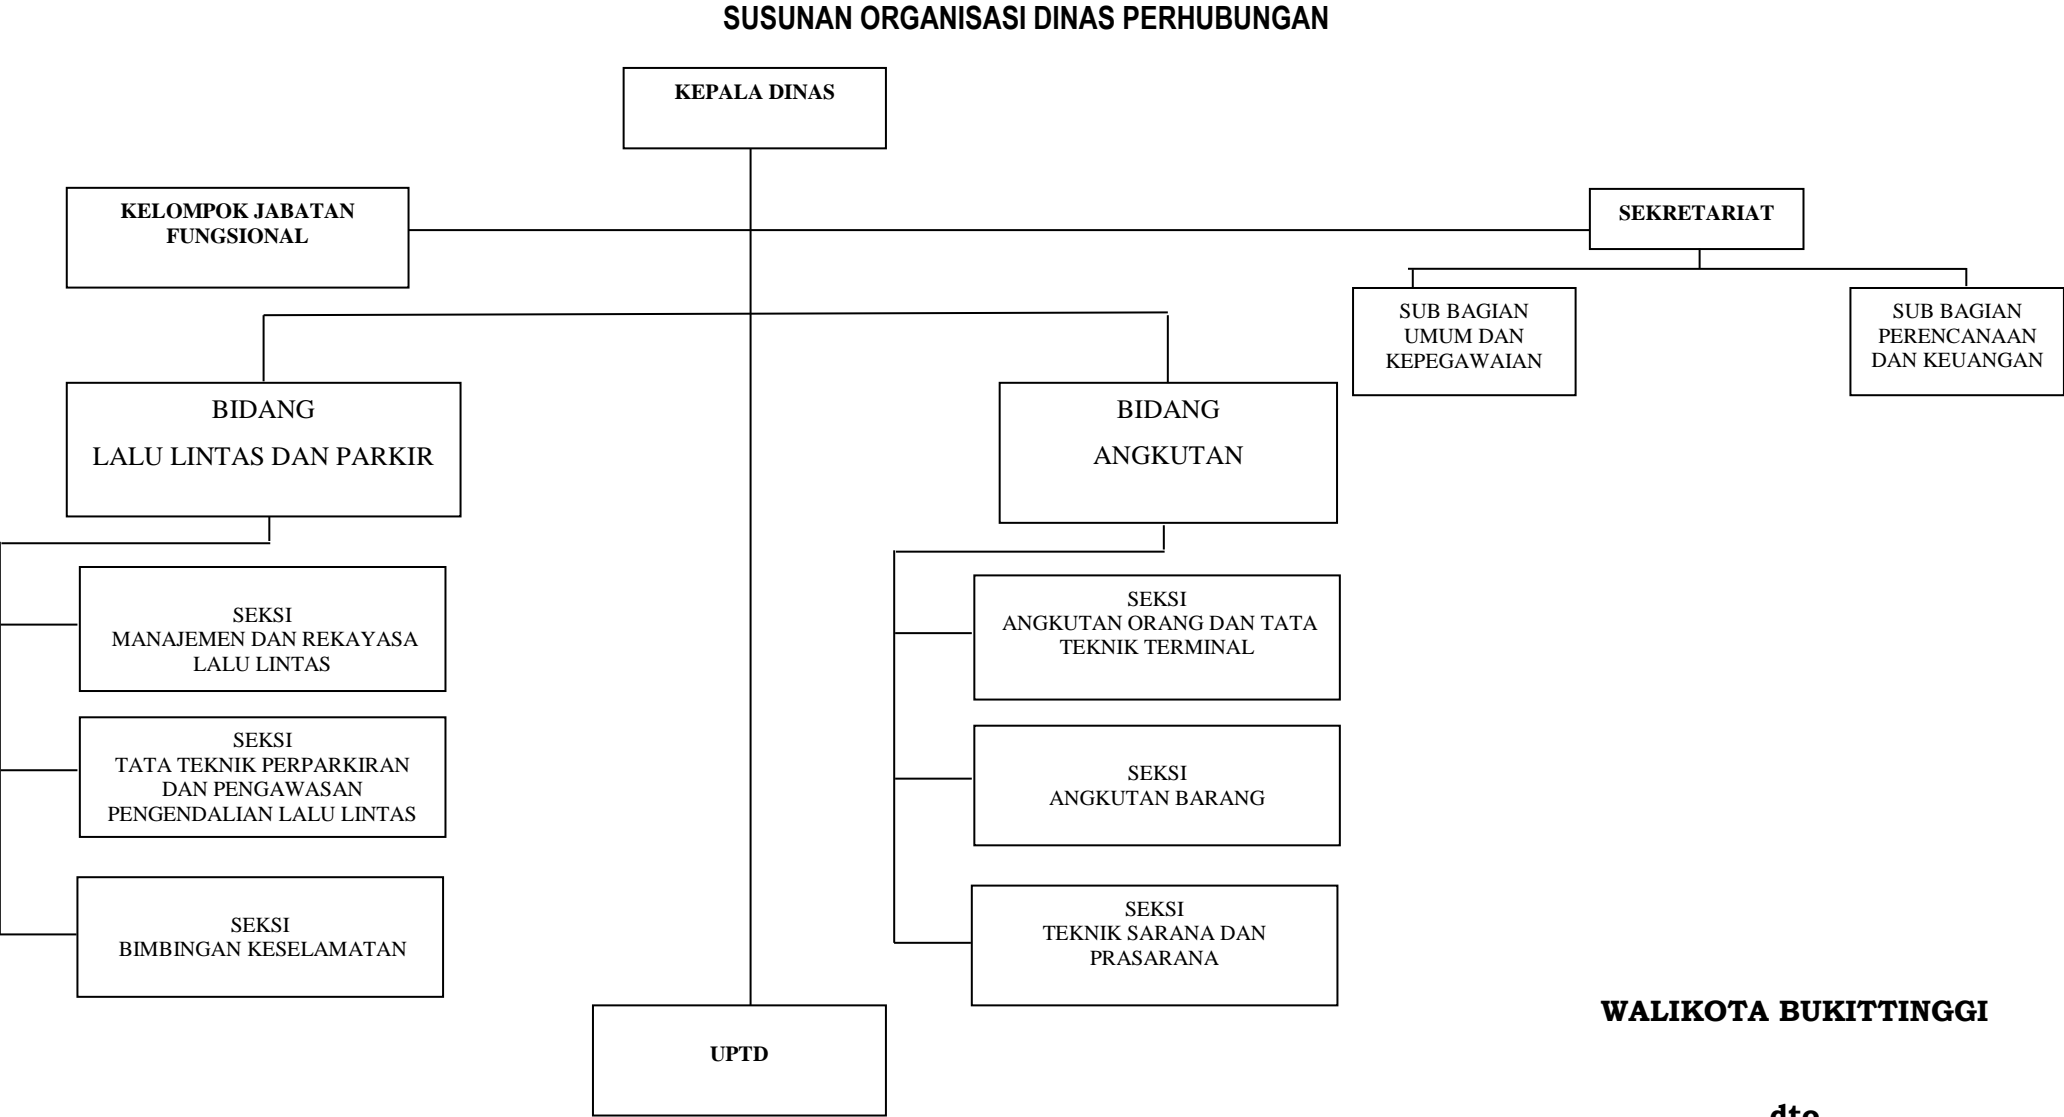 SUSUNAN ORGANISASI DINAS PERHUBUNGAN
KEPALA DINAS
KELOMPOK JABATAN
FUNGSIONAL
SEKRETARIAT
SUB BAGIAN
UMUM DAN
KEPEGAWAIAN
SUB BAGIAN
PERENCANAAN
DAN KEUANGAN
BIDANG
LALU LINTAS DAN PARKIR
BIDANG
ANGKUTAN
SEKSI
MANAJEMEN DAN REKAYASA
LALU LINTAS
SEKSI
TATA TEKNIK PERPARKIRAN
DAN PENGAWASAN
PENGENDALIAN LALU LINTAS
SEKSI
BIMBINGAN KESELAMATAN
SEKSI
ANGKUTAN ORANG DAN TATA
TEKNIK TERMINAL
SEKSI
ANGKUTAN BARANG
SEKSI
TEKNIK SARANA DAN
PRASARANA
UPTD
WALIKOTA BUKITTINGGI
dto